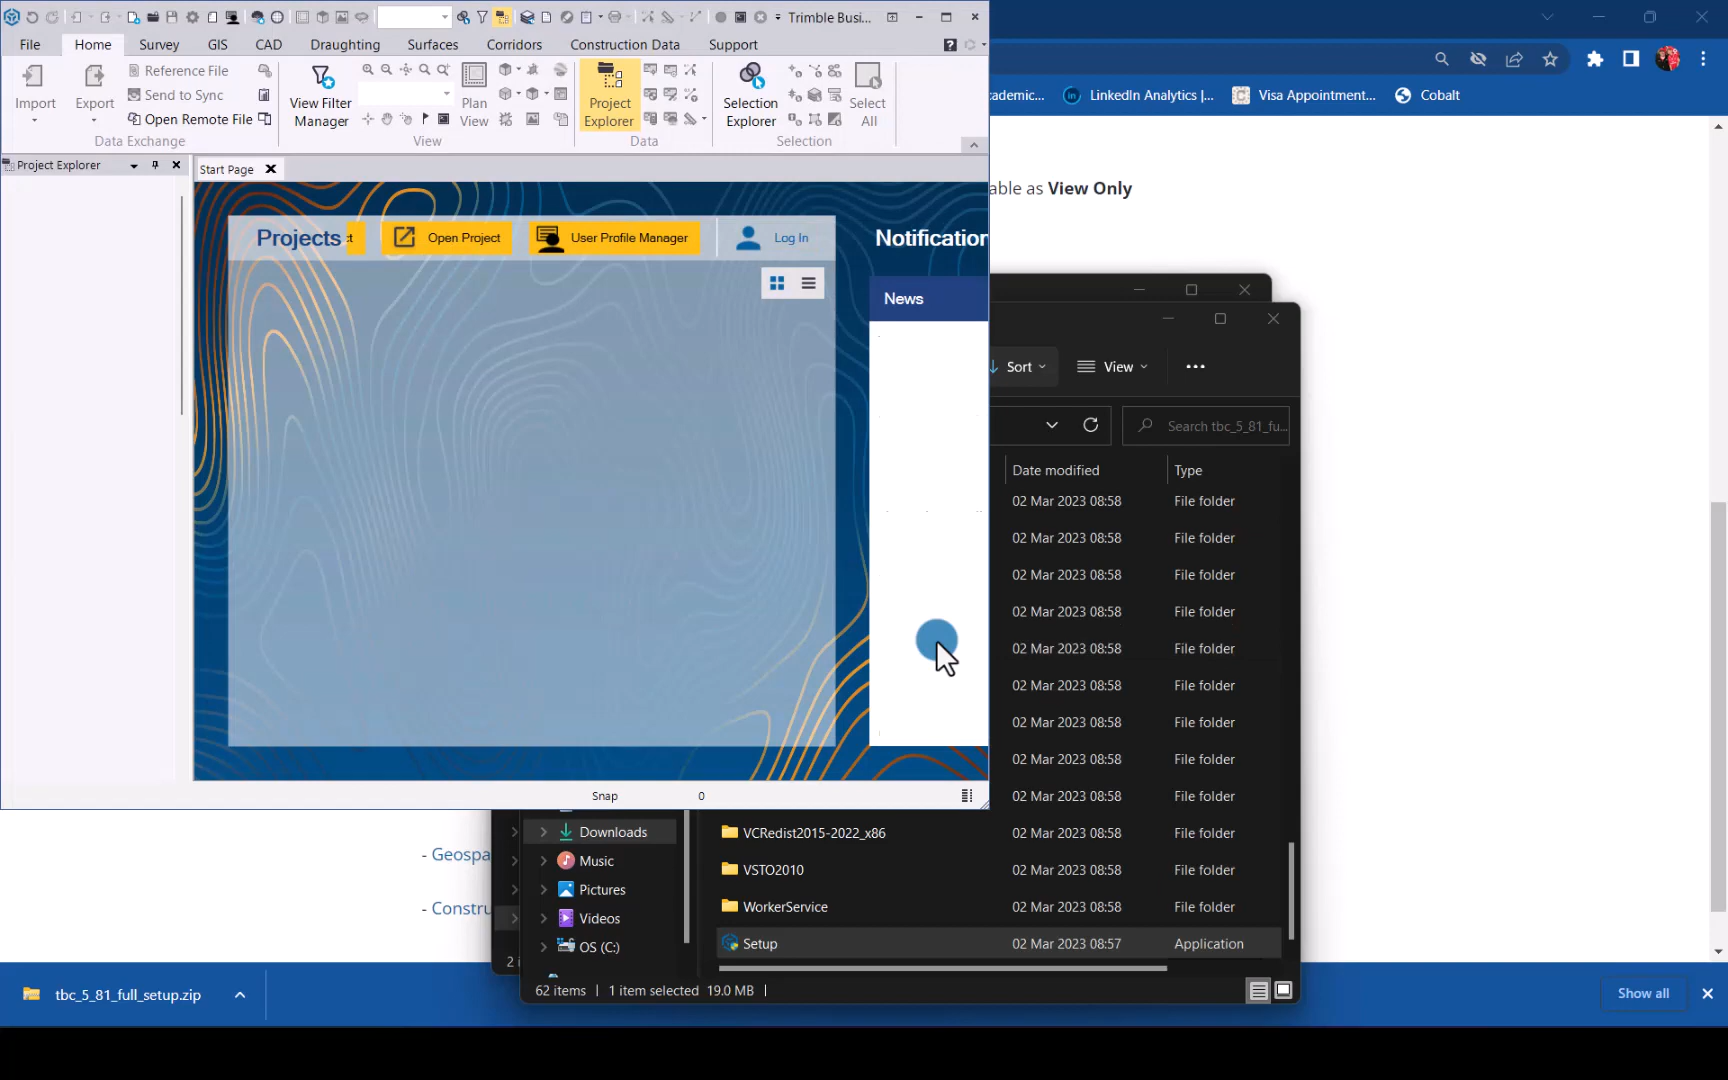 Trimble Busi...
File Home Survey GIS CAD Draughting Surfaces Corridors Construction Data Support
Import
Export
Reference File
Send to Sync
Open Remote File
Data Exchange
View Filter
Manager
Plan
View
View
Project
Explorer
Data
Selection
Explorer
Select
All
Selection
cademic...
LinkedIn Analytics |...
Visa Appointment...
Cobalt
Project Explorer
Start Page
able as View Only
Projects
Open Project
User Profile Manager
Log In
Notification
News
Sort
View
Search tbc_5_81_fu...
Date modified Type
02 Mar 2023 08:58 File folder
02 Mar 2023 08:58 File folder
02 Mar 2023 08:58 File folder
02 Mar 2023 08:58 File folder
02 Mar 2023 08:58 File folder
02 Mar 2023 08:58 File folder
02 Mar 2023 08:58 File folder
02 Mar 2023 08:58 File folder
02 Mar 2023 08:58 File folder
Snap 0
- Geospa
- Constru
Downloads
Music
Pictures
Videos
OS (C:)
VCRedist2015-2022_x86 02 Mar 2023 08:58 File folder
VSTO2010 02 Mar 2023 08:58 File folder
WorkerService 02 Mar 2023 08:58 File folder
Setup 02 Mar 2023 08:57 Application
62 items | 1 item selected 19.0 MB |
tbc_5_81_full_setup.zip
Show all